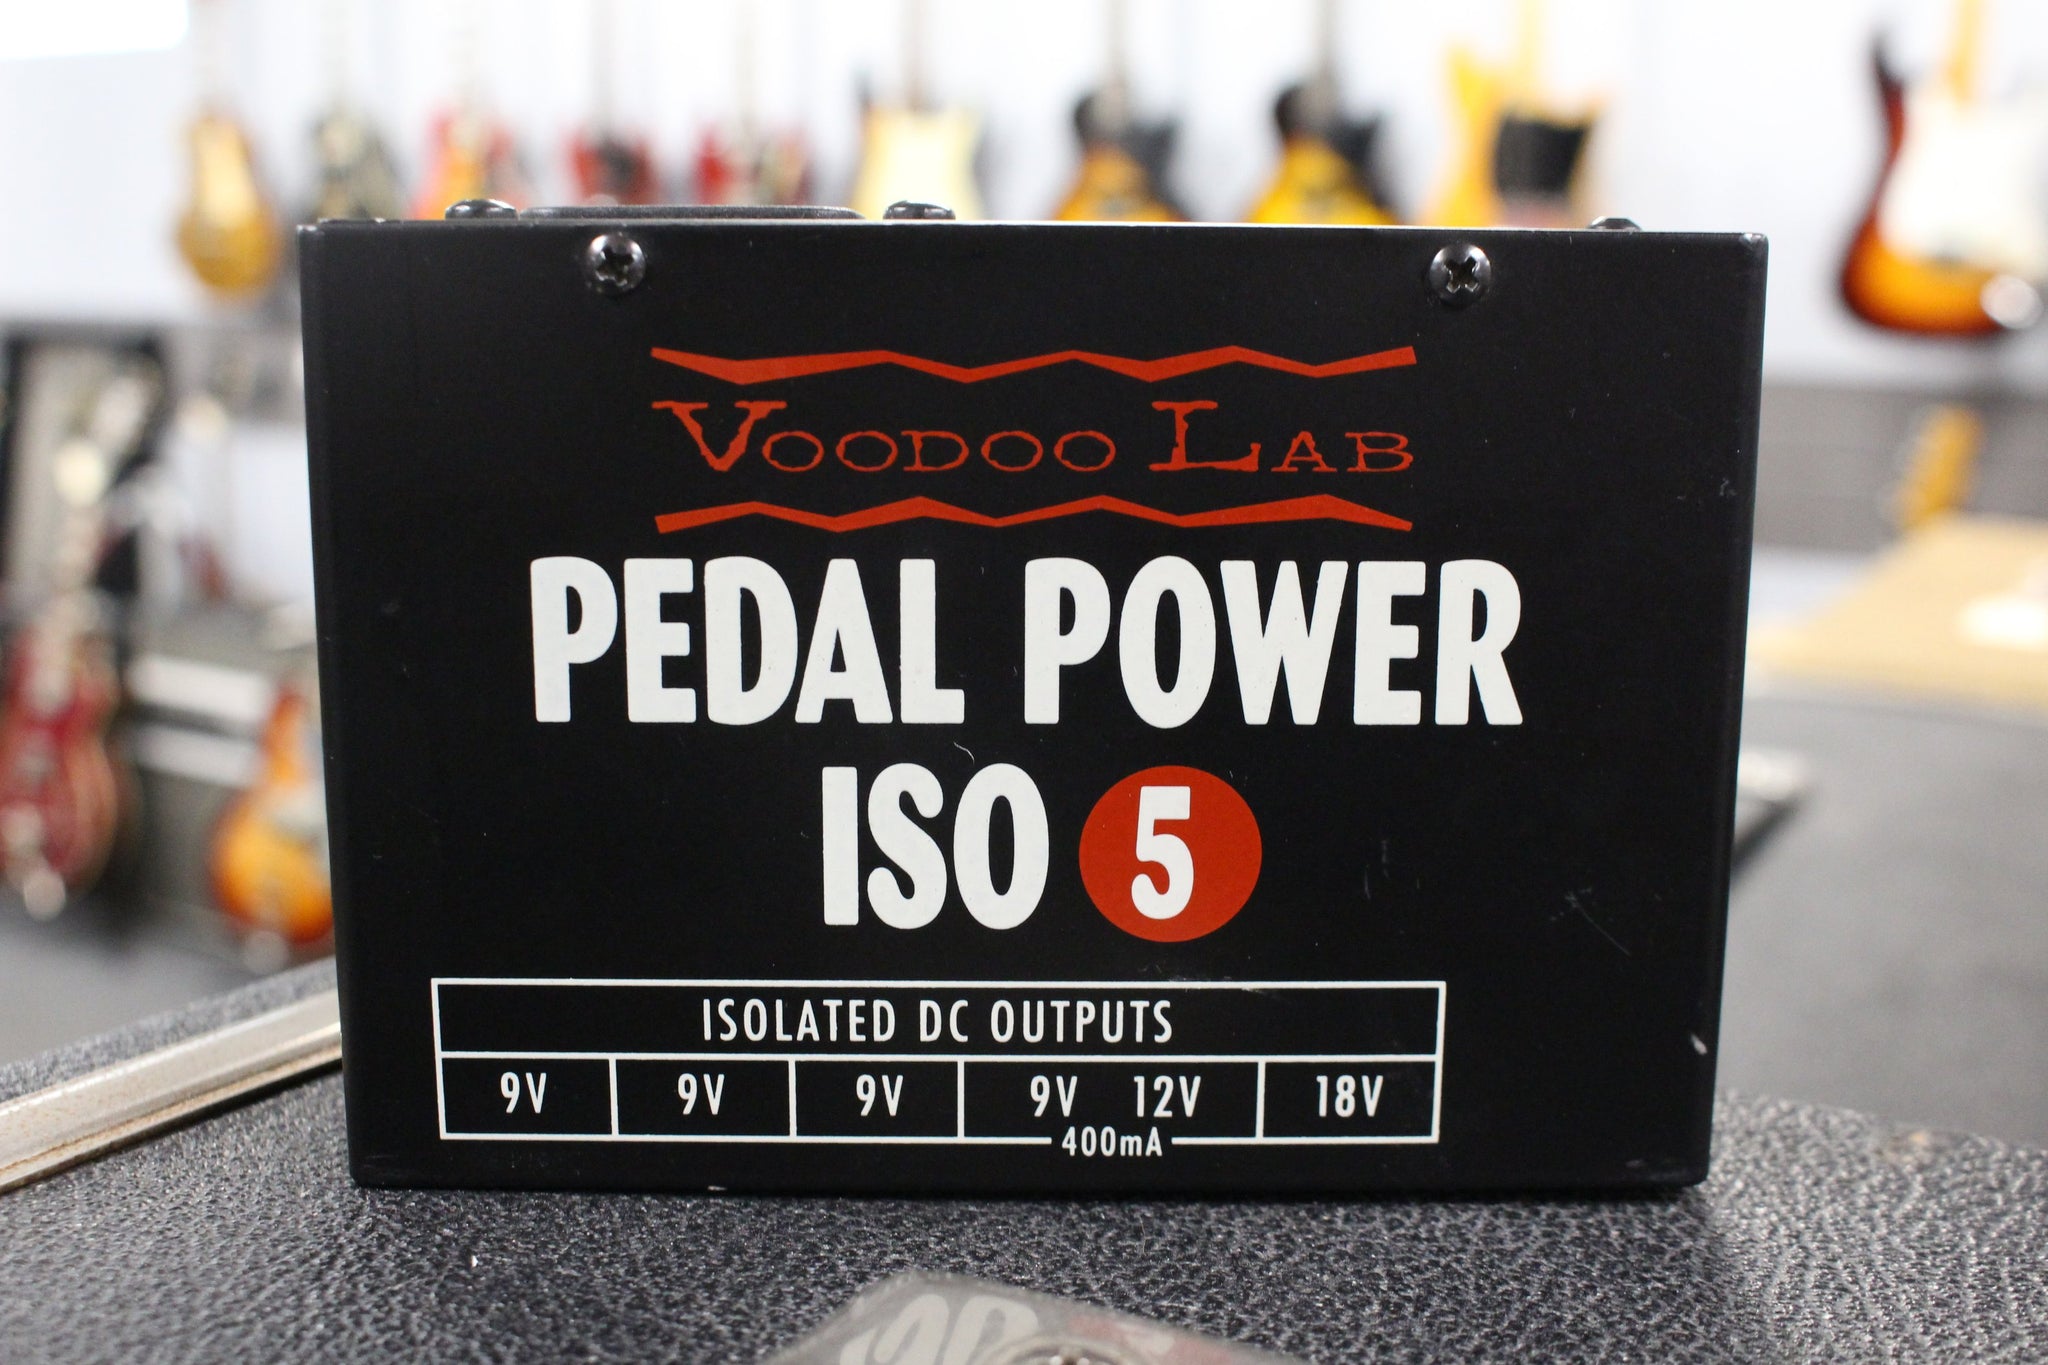 VOODOO LAB
PEDAL POWER
ISO 5
ISOLATED DC OUTPUTS
9V 9V 9V 9V 12V 18V
400mA